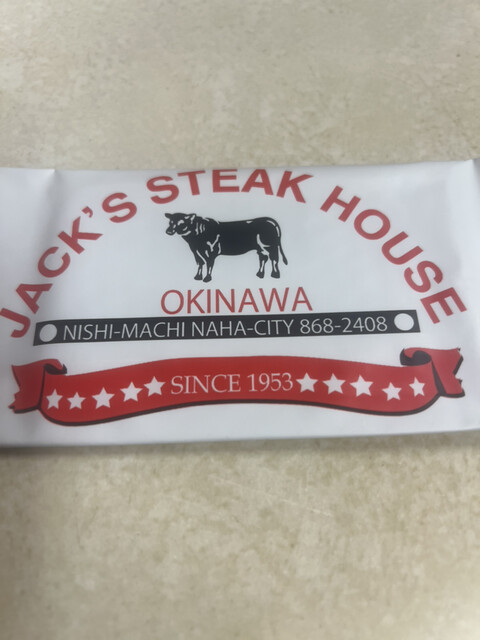 JACK'S STEAK HOUSE
OKINAWA
NISHI-MACHI NAHA-CITY 868-2408
SINCE 1953